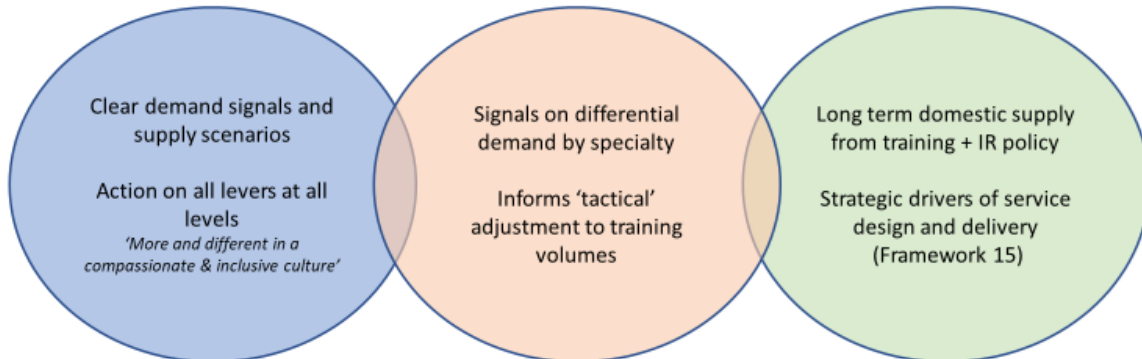 Clear demand signals and
supply scenarios
Action on all levers at all
levels
‘More and different in a
compassionate & inclusive culture’
Signals on differential
demand by specialty
Informs ‘tactical’
adjustment to training
volumes
Long term domestic supply
from training + IR policy
Strategic drivers of service
design and delivery
(Framework 15)